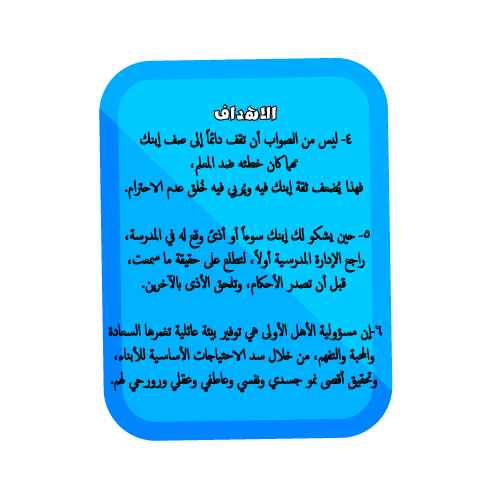 الاهداف
٤- ليس من الصواب أن تقف دائماً إلى صف إبنك
مهما كان خطئه ضد المعلم،
فهذا يُضعف ثقة إبنك فيه ويُربي فيه خُلق عدم الاحترام.
٥- حين يشكو لك إبنك سوءاً أو أذىً وقع له في المدرسة،
راجع الإدارة المدرسية أولاً، لتطلع على حقيقة ما سمعت،
قبل أن تصدر الأحكام، وتلحق الأذى بالآخرين.
٦-إن مسؤولية الأهل الأولى هي توفير بيئة عائلية تغمرها السعادة
والمحبة والتفهم، من خلال سد الاحتياجات الأساسية للأبناء،
وتحقيق أقصى نمو جسدي ونفسي وعاطفي وعقلي وروحي لهم.